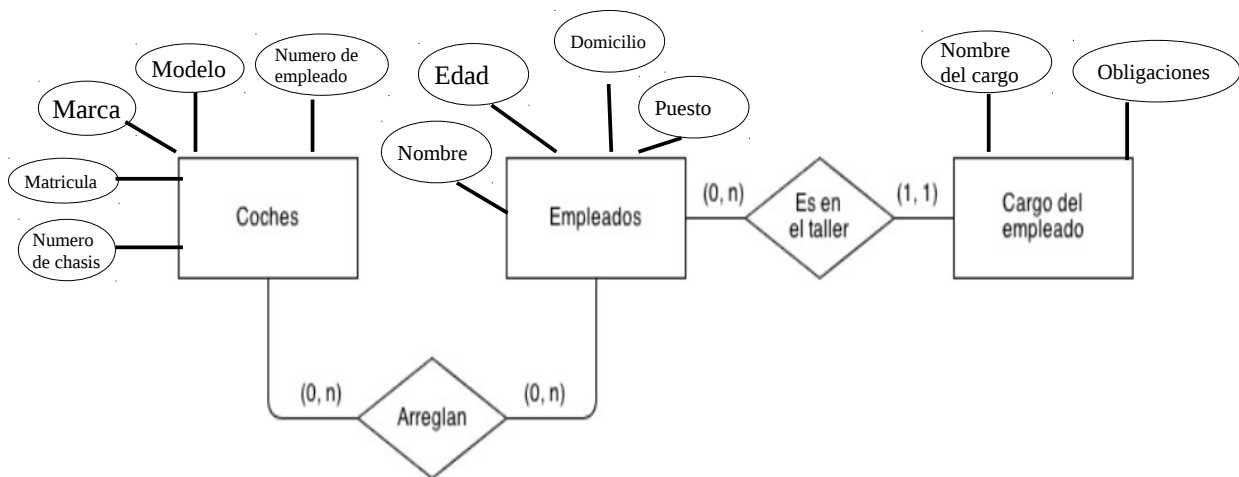 Numero de
empleado
Modelo
Marca
Matricula
Numero
de chasis
Coches
Domicilio
Edad
Puesto
Nombre
Empleados
(0, n)
Es en
el taller
(1, 1)
Nombre
del cargo
Obligaciones
Cargo del
empleado
(0, n)
Arreglan
(0, n)